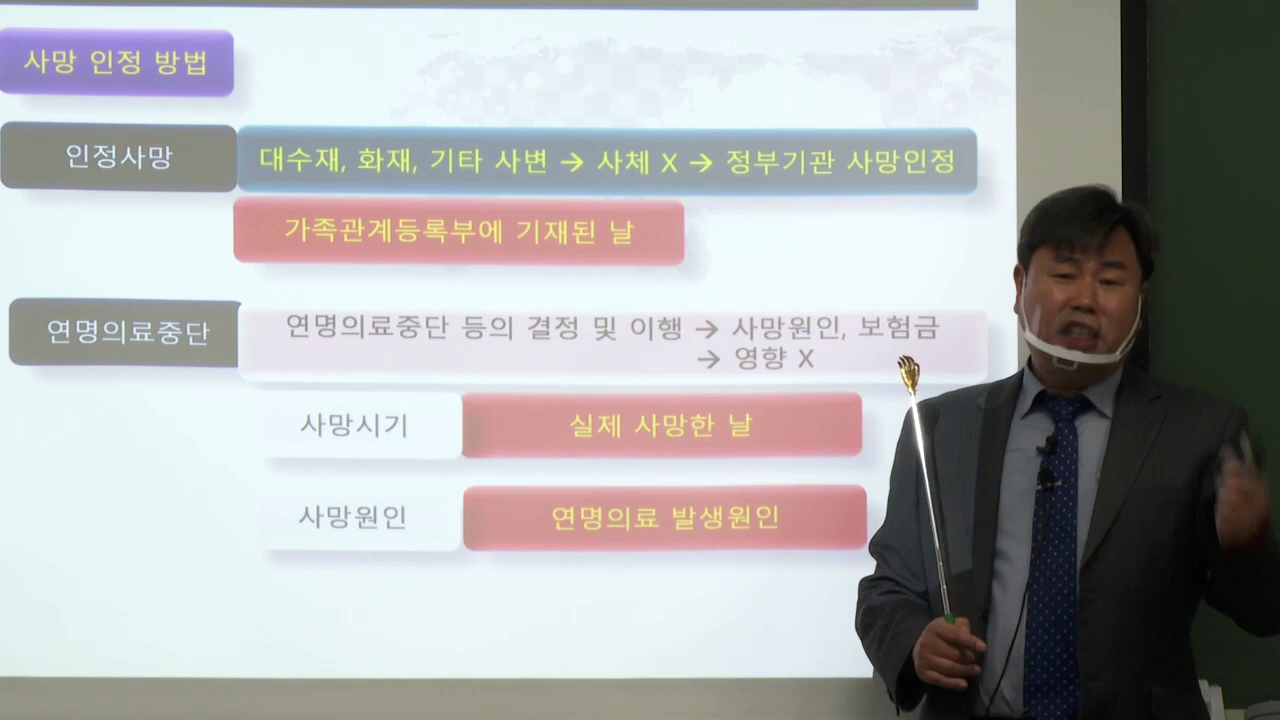 사망 인정 방법
인정사망
대수재, 화재, 기타 사변 → 사체 X → 정부기관 사망인정
가족관계등록부에 기재된 날
연명의료중단
연명의료중단 등의 결정 및 이행 → 사망원인, 보험금
→ 영향 X
사망시기
실제 사망한 날
사망원인
연명의료 발생원인